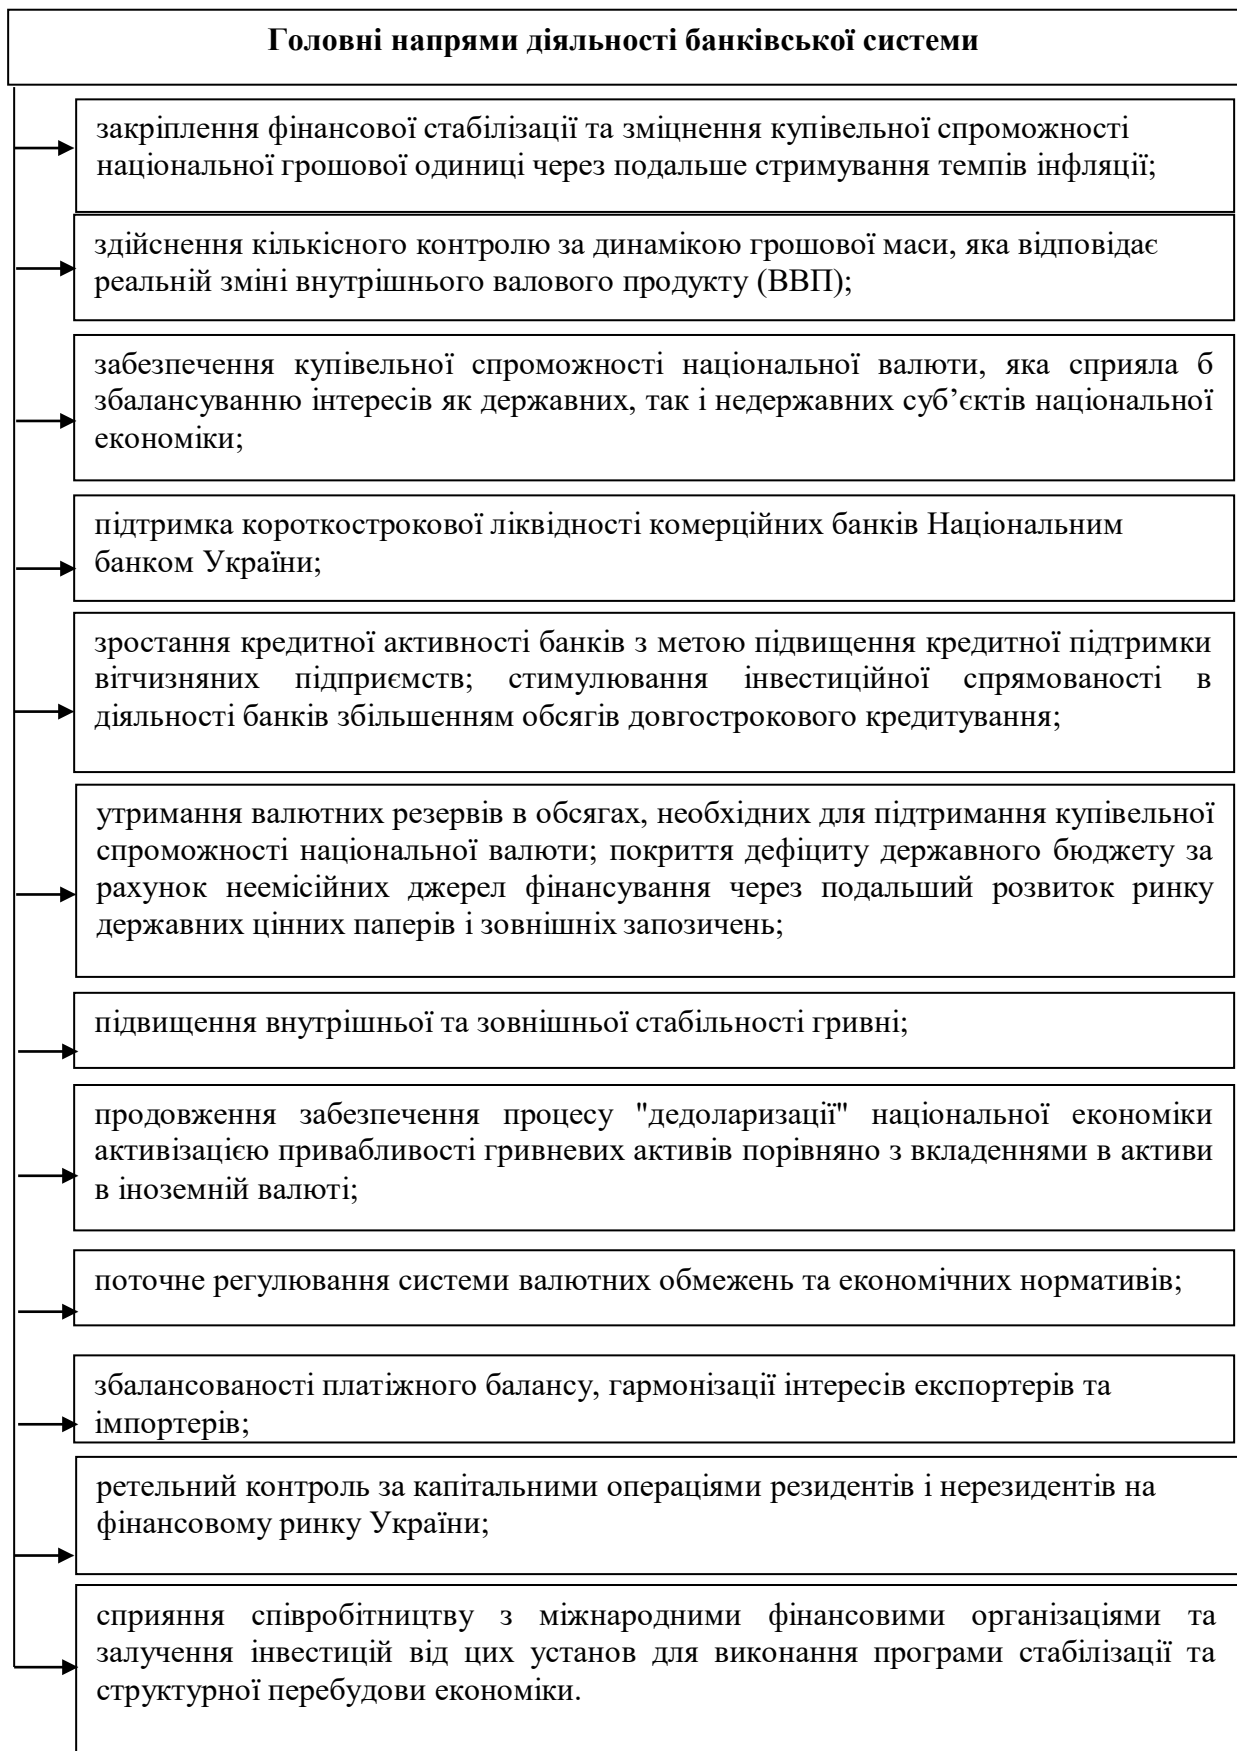 Головні напрями діяльності банківської системи
закріплення фінансової стабілізації та зміцнення купівельної спроможності
національної грошової одиниці через подальше стримування темпів інфляції;
здійснення кількісного контролю за динамікою грошової маси, яка відповідає
реальній зміні внутрішнього валового продукту (ВВП);
забезпечення купівельної спроможності національної валюти, яка сприяла б
збалансуванню інтересів як державних, так і недержавних суб’єктів національної
економіки;
підтримка короткострокової ліквідності комерційних банків Національним
банком України;
зростання кредитної активності банків з метою підвищення кредитної підтримки
вітчизняних підприємств; стимулювання інвестиційної спрямованості в
діяльності банків збільшенням обсягів довгострокового кредитування;
утримання валютних резервів в обсягах, необхідних для підтримання купівельної
спроможності національної валюти; покриття дефіциту державного бюджету за
рахунок неемісійних джерел фінансування через подальший розвиток ринку
державних цінних паперів і зовнішніх запозичень;
підвищення внутрішньої та зовнішньої стабільності гривні;
продовження забезпечення процесу "дедоларизації" національної економіки
активізацією привабливості гривневих активів порівняно з вкладеннями в активи
в іноземній валюті;
поточне регулювання системи валютних обмежень та економічних нормативів;
збалансованості платіжного балансу, гармонізації інтересів експортерів та
імпортерів;
ретельний контроль за капітальними операціями резидентів і нерезидентів на
фінансовому ринку України;
сприяння співробітництву з міжнародними фінансовими організаціями та
залучення інвестицій від цих установ для виконання програми стабілізації та
структурної перебудови економіки.